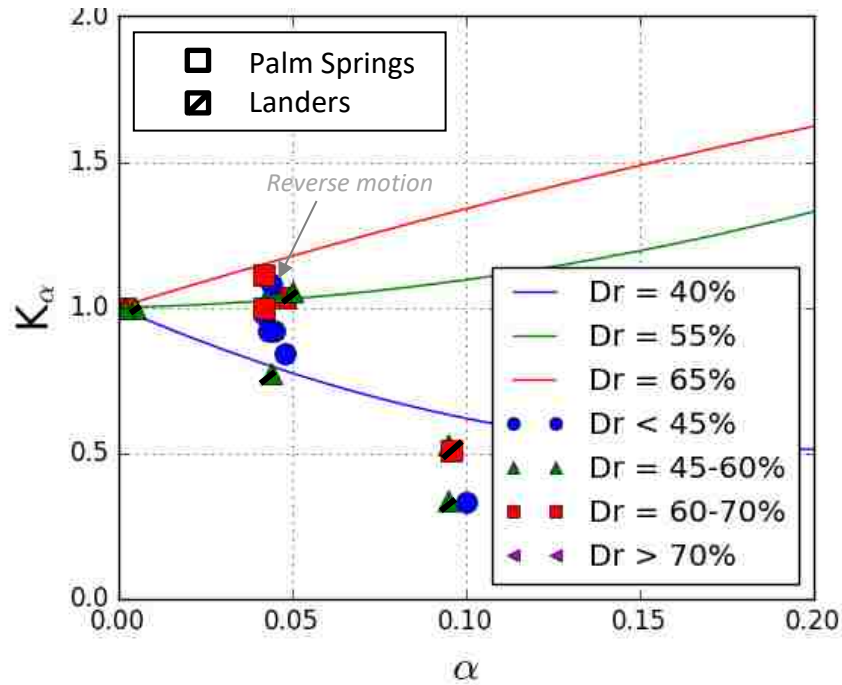 2.0
Palm Springs
Landers
1.5
Reverse motion
1.0
Kα
Dr = 40%
Dr = 55%
Dr = 65%
Dr < 45%
0.5
Dr = 45-60%
Dr = 60-70%
Dr > 70%
0.0
0.00 0.05 0.10 0.15 0.20
α